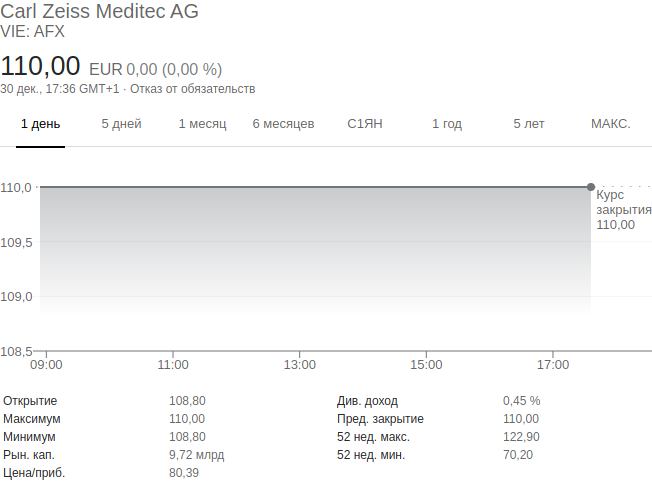 Carl Zeiss Meditec AG
VIE: AFX
110,00 EUR 0,00 (0,00 %)
30 дек., 17:36 GMT+1 · Отказ от обязательств
1 день 5 дней 1 месяц 6 месяцев С1ЯН 1 год 5 лет МАКС.
110,0
Курс
закрытия
110,00
109,5
109,0
108,5
09:00 11:00 13:00 15:00 17:00
Открытие 108,80 Див. доход 0,45 %
Максимум 110,00 Пред. закрытие 110,00
Минимум 108,80 52 нед. макс. 122,90
Рын. кап. 9,72 млрд 52 нед. мин. 70,20
Цена/приб. 80,39